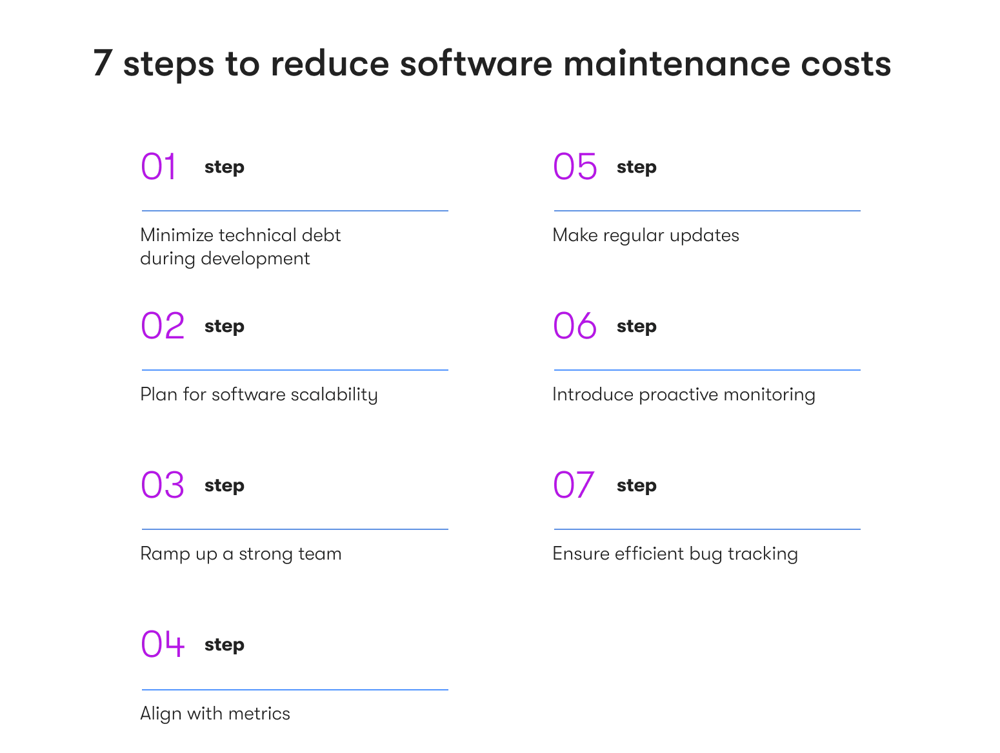 7 steps to reduce software maintenance costs
01 step
Minimize technical debt
during development
02 step
Plan for software scalability
03 step
Ramp up a strong team
04 step
Align with metrics
05 step
Make regular updates
06 step
Introduce proactive monitoring
07 step
Ensure efficient bug tracking